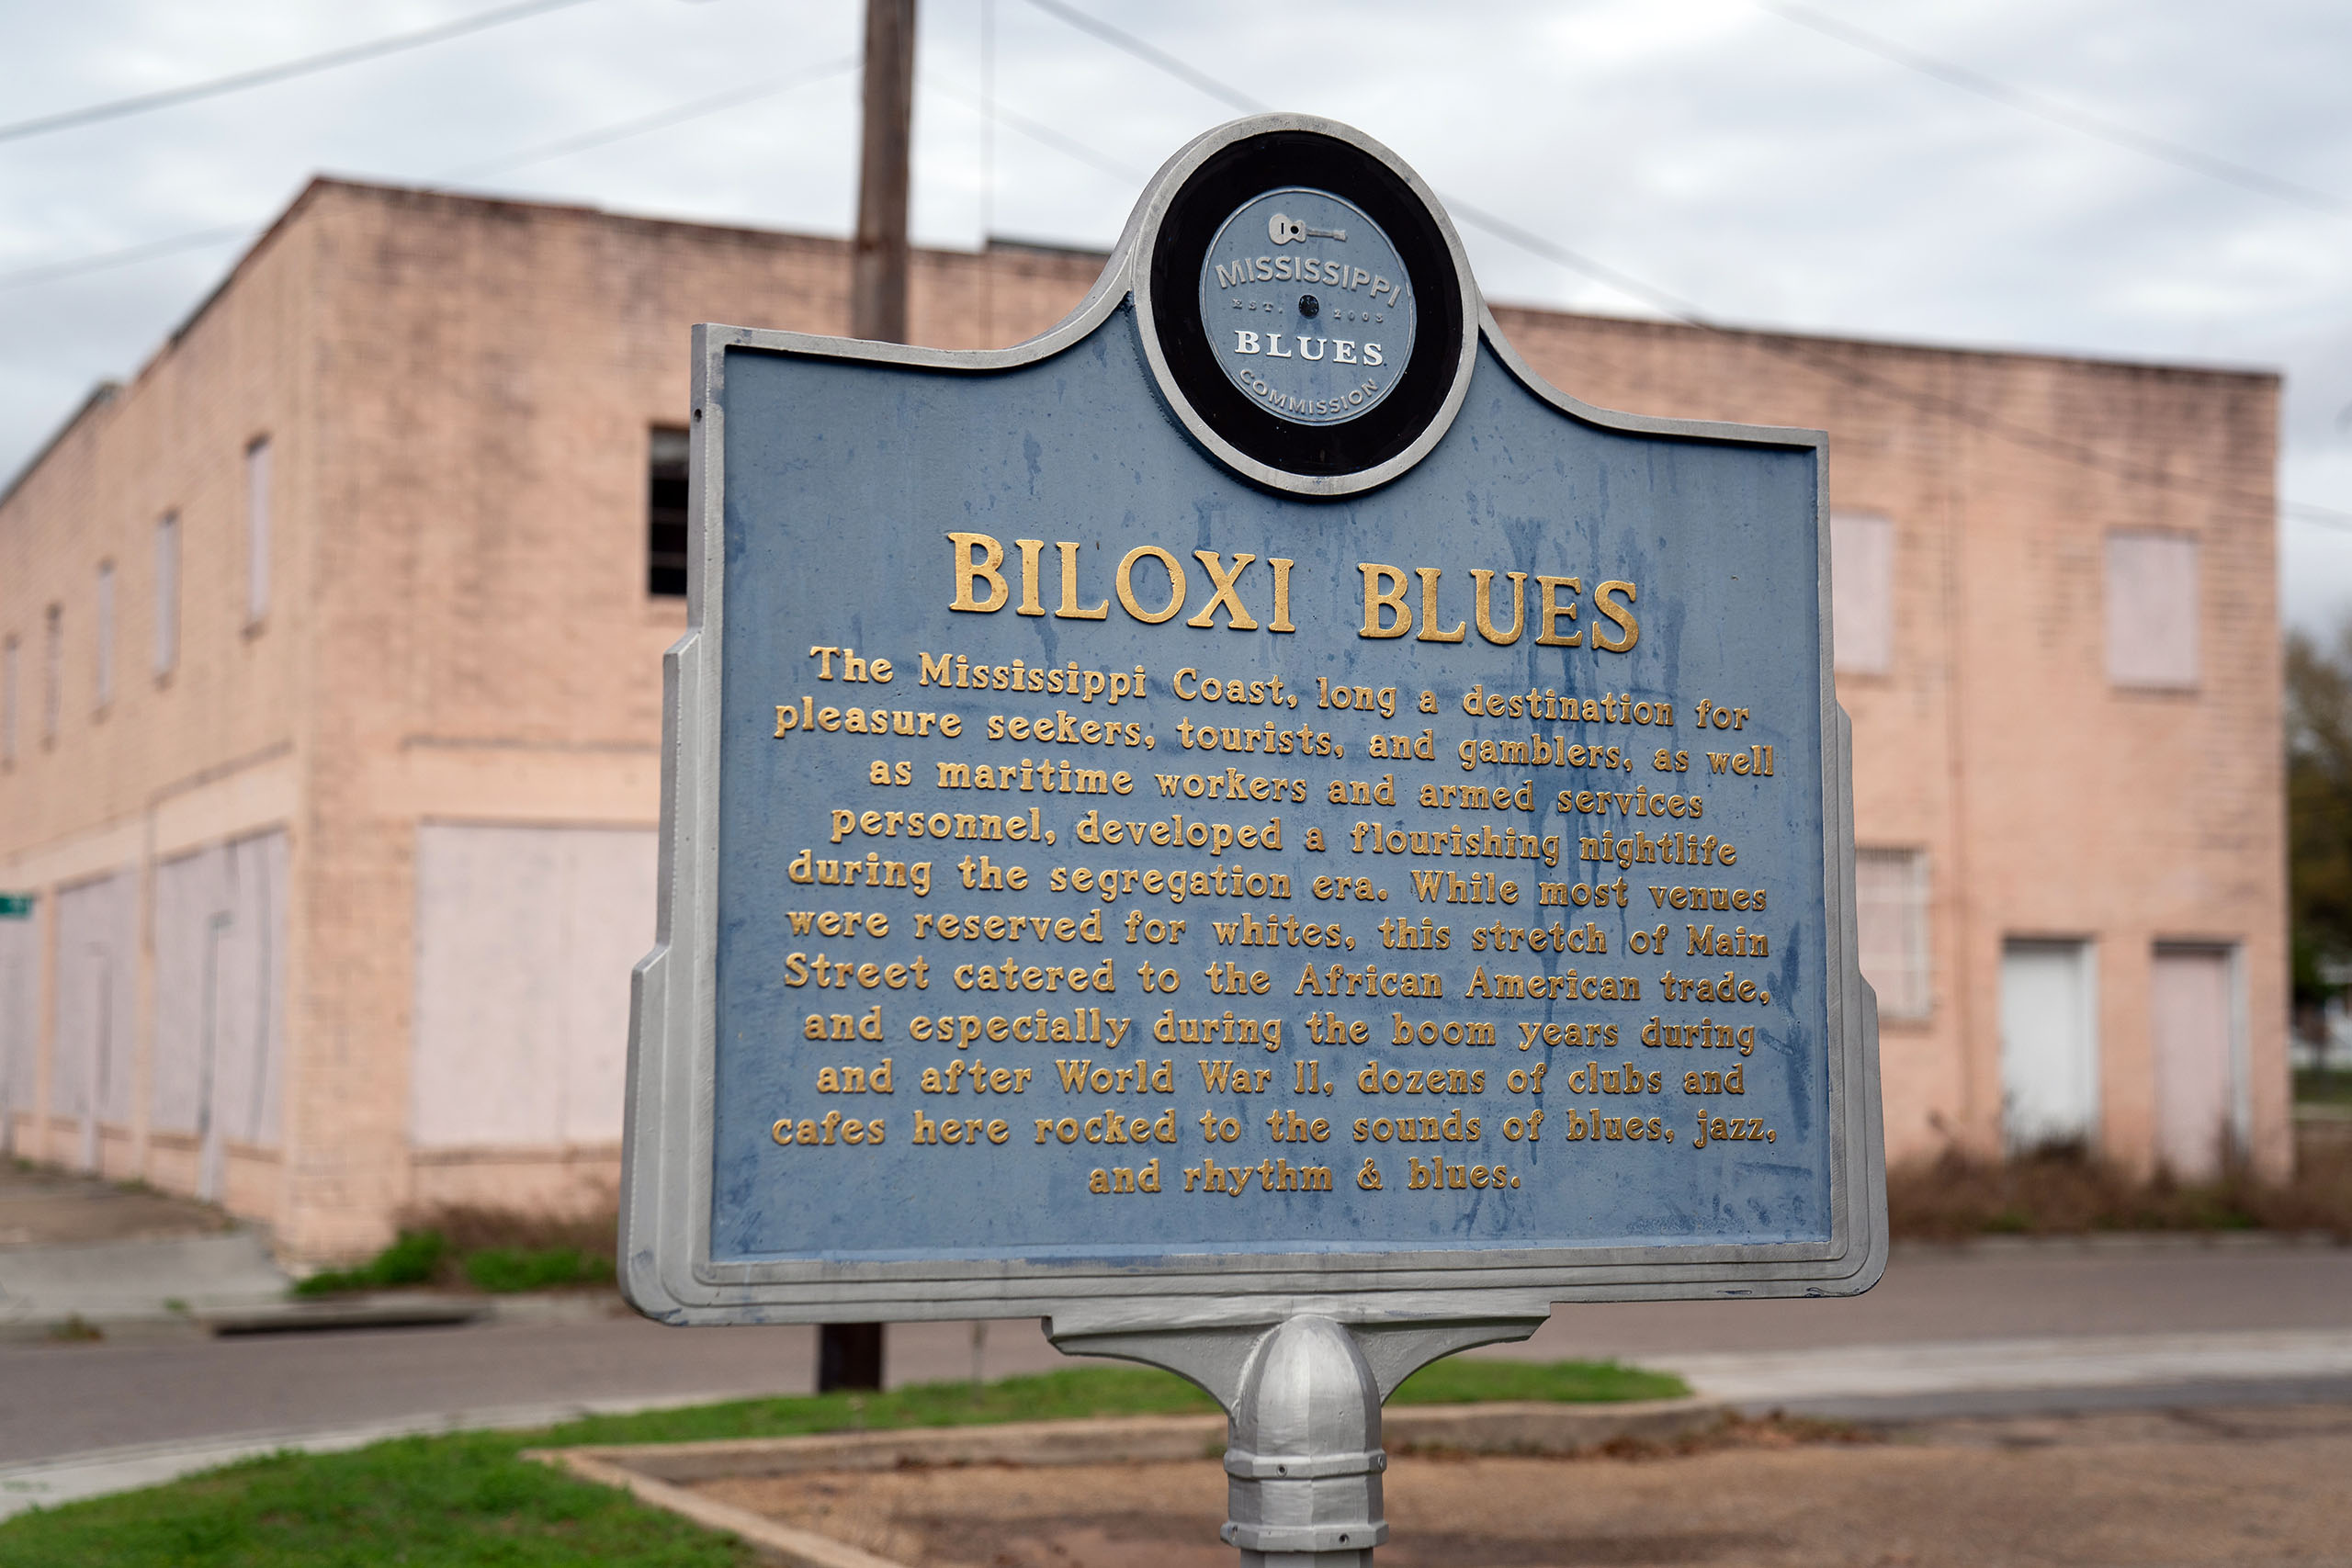 MISSISSIPPI
EST. 2003
BLUES
COMMISSION
BILOXI BLUES
The Mississippi Coast, long a destination for
pleasure seekers, tourists, and gamblers, as well
as maritime workers and armed services
personnel, developed a flourishing nightlife
during the segregation era. While most venues
were reserved for whites, this stretch of Main
Street catered to the African American trade,
and especially during the boom years during
and after World War II, dozens of clubs and
cafes here rocked to the sounds of blues, jazz,
and rhythm & blues.